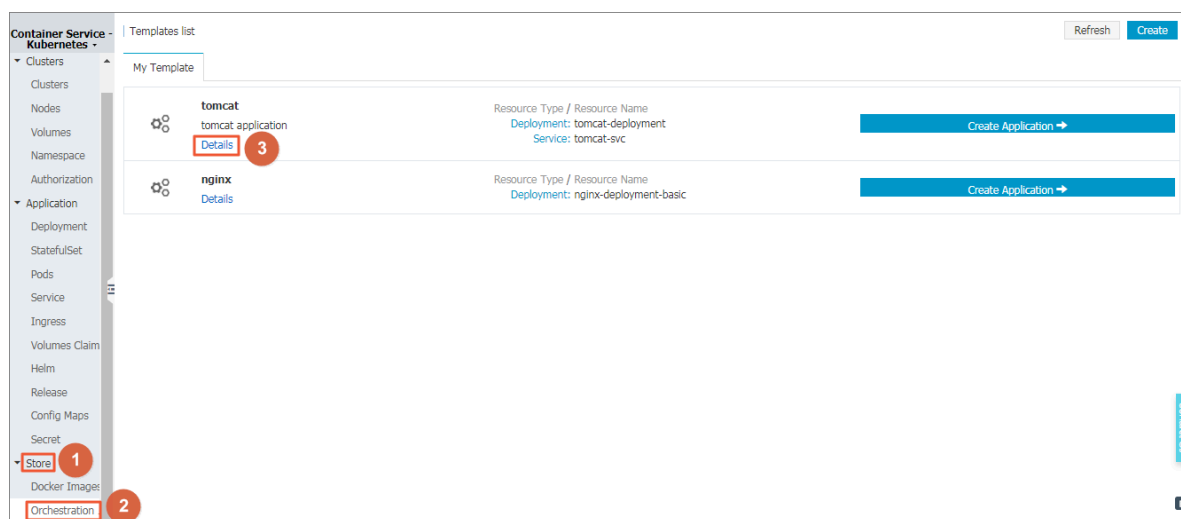 Container Service -
Kubernetes
Templates list
Refresh
Create
My Template
Clusters
Clusters
Nodes
Volumes
Namespace
Authorization
Application
Deployment
StatefulSet
Pods
Service
Ingress
Volumes Claim
Helm
Release
Config Maps
Secret
Store
1
Docker Images
Orchestration
2
tomcat
tomcat application
Details
3
Resource Type / Resource Name
Deployment: tomcat-deployment
Service: tomcat-svc
Create Application
nginx
Details
Resource Type / Resource Name
Deployment: nginx-deployment-basic
Create Application